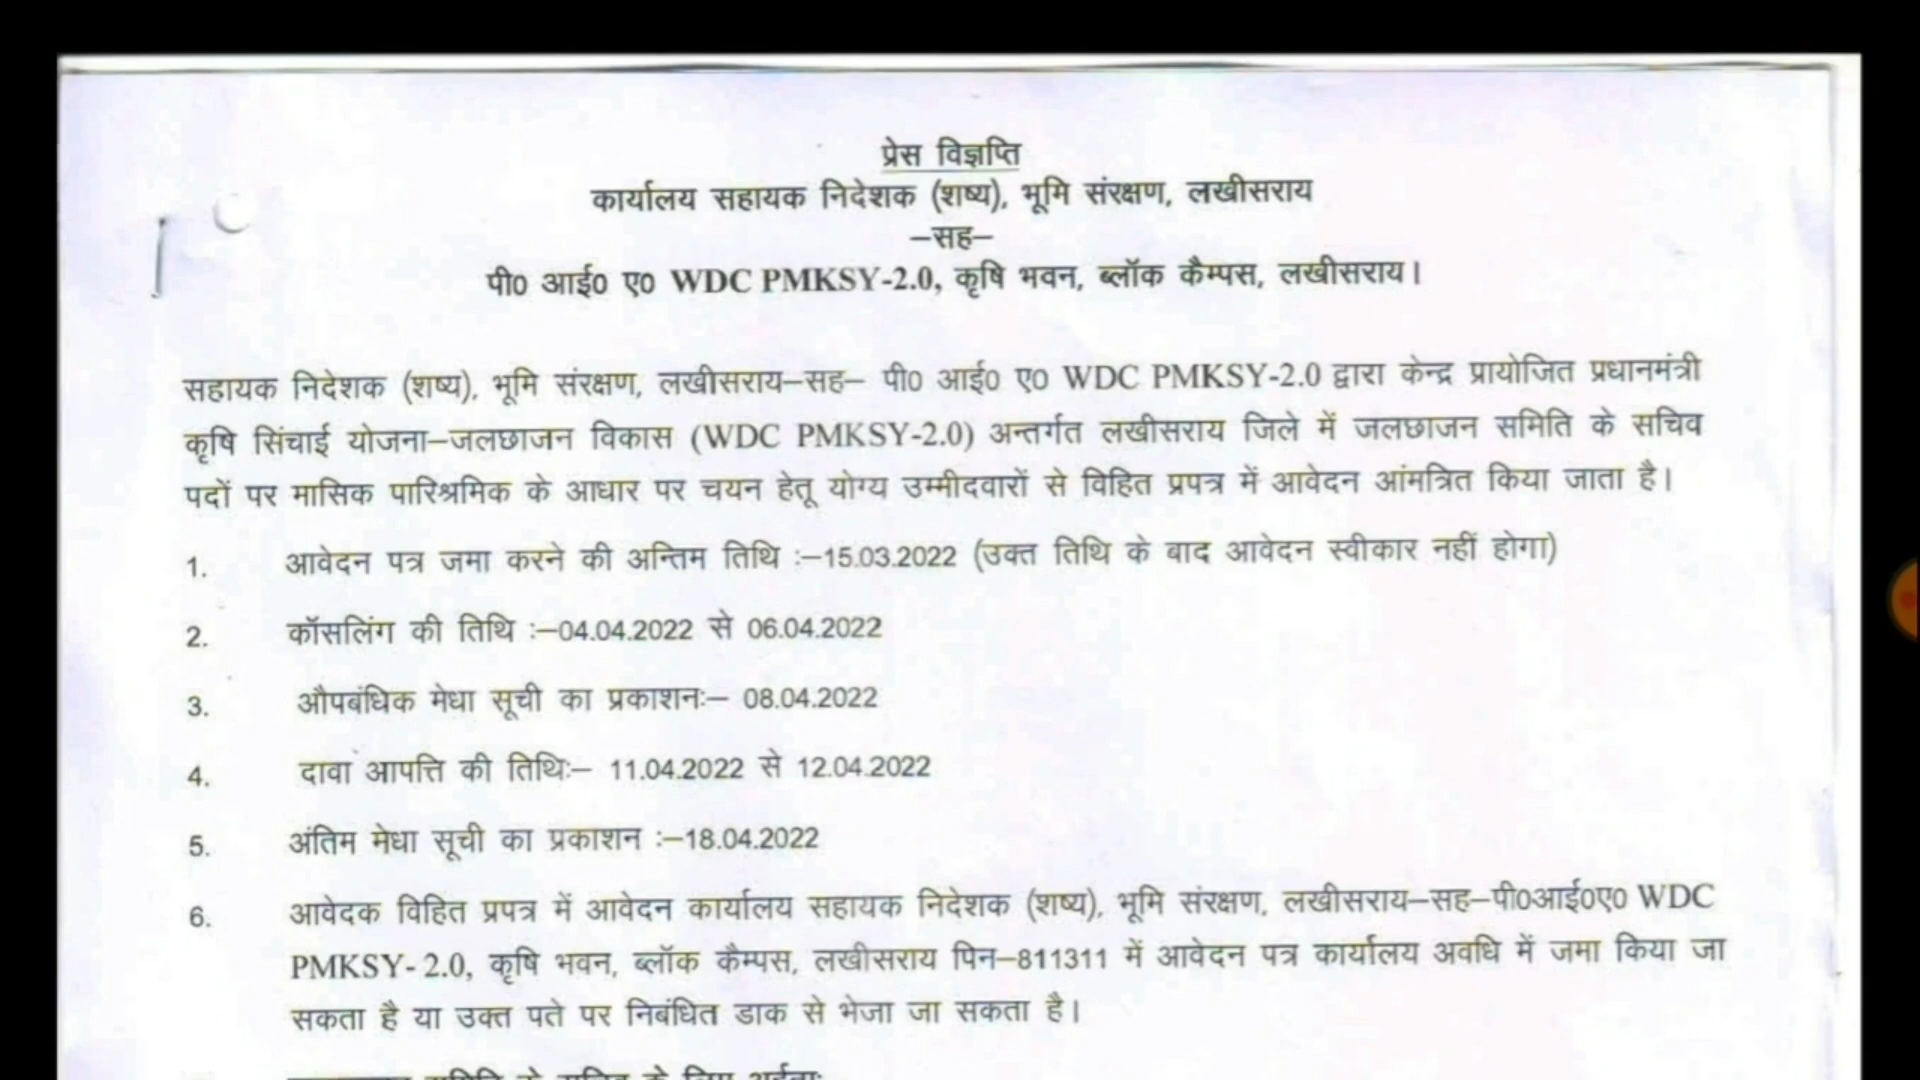 प्रेस विज्ञप्ति
कार्यालय सहायक निदेशक (शष्य), भूमि संरक्षण, लखीसराय
–सह–
पी0 आई0 ए0 WDC PMKSY-2.0, कृषि भवन, ब्लॉक कैम्पस, लखीसराय।
सहायक निदेशक (शष्य), भूमि संरक्षण, लखीसराय–सह– पी0 आई0 ए0 WDC PMKSY-2.0 द्वारा केन्द्र प्रायोजित प्रधानमंत्री
कृषि सिंचाई योजना–जलछाजन विकास (WDC PMKSY-2.0) अन्तर्गत लखीसराय जिले में जलछाजन समिति के सचिव
पदों पर मासिक पारिश्रमिक के आधार पर चयन हेतू योग्य उम्मीदवारों से विहित प्रपत्र में आवेदन आंमत्रित किया जाता है।
1. आवेदन पत्र जमा करने की अन्तिम तिथि :–15.03.2022 (उक्त तिथि के बाद आवेदन स्वीकार नहीं होगा)
2. कॉसलिंग की तिथि :–04.04.2022 से 06.04.2022
3. औपबंधिक मेधा सूची का प्रकाशनः– 08.04.2022
4. दावा आपत्ति की तिथिः– 11.04.2022 से 12.04.2022
5. अंतिम मेधा सूची का प्रकाशन :–18.04.2022
6. आवेदक विहित प्रपत्र में आवेदन कार्यालय सहायक निदेशक (शष्य), भूमि संरक्षण, लखीसराय–सह–पी0आई0ए0 WDC
PMKSY- 2.0, कृषि भवन, ब्लॉक कैम्पस, लखीसराय पिन–811311 में आवेदन पत्र कार्यालय अवधि में जमा किया जा
सकता है या उक्त पते पर निबंधित डाक से भेजा जा सकता है।